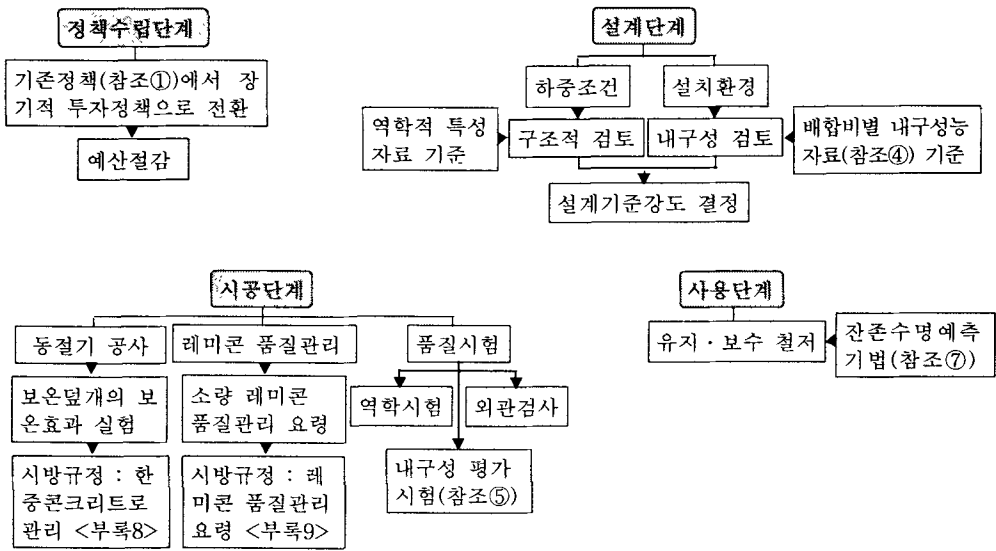 정책수립단계
기존정책(참조①)에서 장
기적 투자정책으로 전환
예산절감
설계단계
하중조건
설치환경
역학적 특성
자료 기준
구조적 검토
내구성 검토
배합비별 내구성능
자료(참조④) 기준
설계기준강도 결정
시공단계
동절기 공사
레미콘 품질관리
품질시험
보온덮개의 보
온효과 실험
소량 레미콘
품질관리 요령
역학시험
외관검사
시방규정 : 한
중콘크리트로
관리 <부록8>
시방규정 : 레
미콘 품질관리
요령 <부록9>
내구성 평가
시험(참조⑤)
사용단계
유지·보수 철저
잔존수명예측
기법(참조⑦)